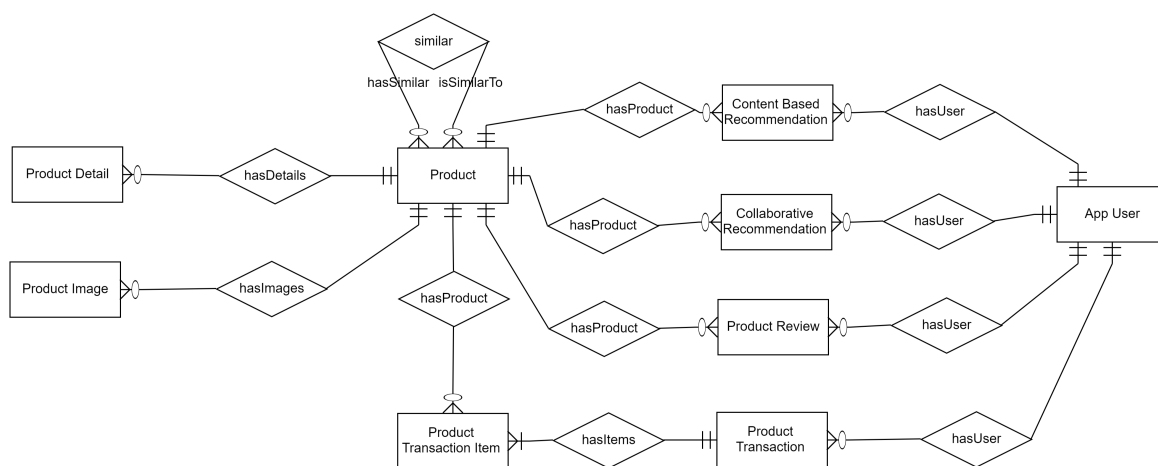 similar
hasSimilar
isSimilarTo
hasProduct
Content Based
Recommendation
hasUser
Product Detail
hasDetails
Product
hasProduct
Collaborative
Recommendation
hasUser
App User
Product Image
hasImages
hasProduct
hasProduct
Product Review
hasUser
Product
Transaction Item
hasItems
Product
Transaction
hasUser